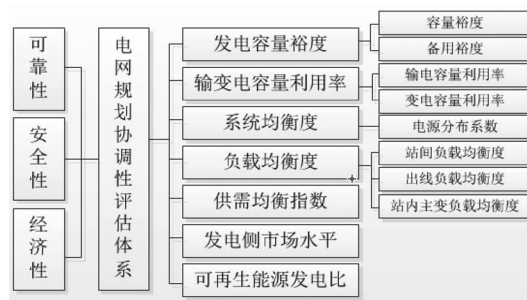 可靠性
安全性
经济性
电网规划协调性评估体系
发电容量裕度
输变电容量利用率
系统均衡度
负载均衡度
供需均衡指数
发电侧市场水平
可再生能源发电比
容量裕度
备用裕度
输电容量利用率
变电容量利用率
电源分布系数
站间负载均衡度
出线负载均衡度
站内主变负载均衡度